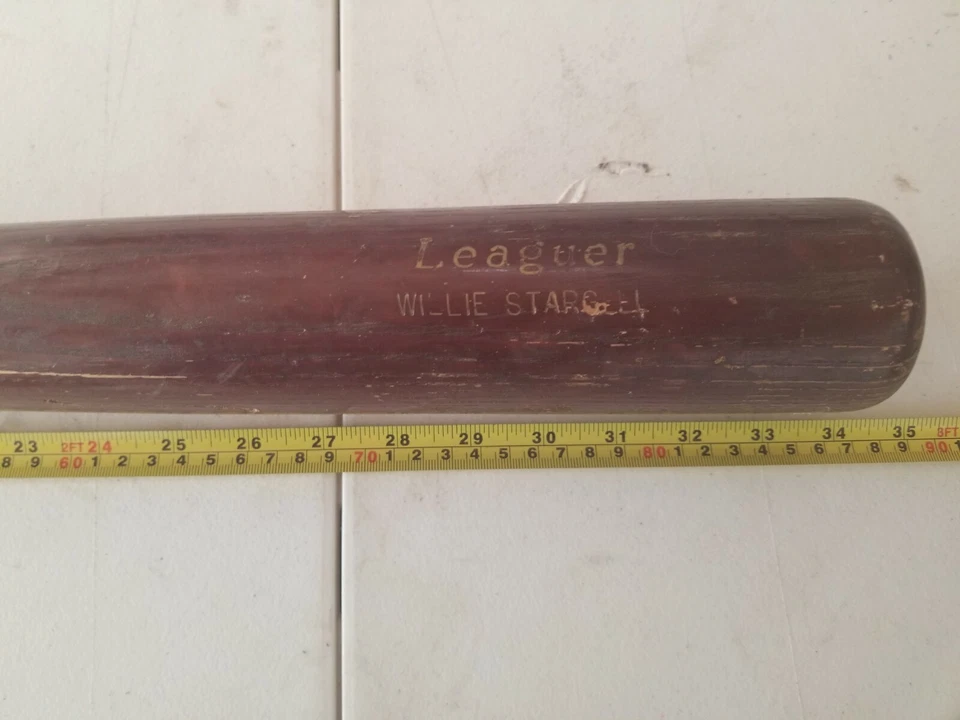 Leaguer
WILLIE STARGELL
23 2FT 24 25 26 27 28 29 30 31 32 33 34 35 3FT
8 9 60 1 2 3 4 5 6 7 8 9 70 1 2 3 4 5 6 7 8 9 80 1 2 3 4 5 6 7 8 9 90 1